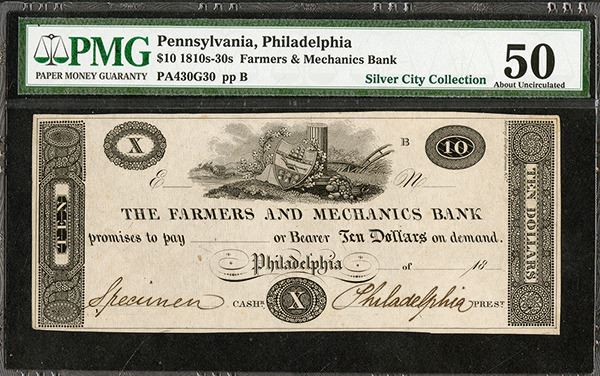 PMG
PAPER MONEY GUARANTY
Pennsylvania, Philadelphia
$10 1810s-30s Farmers & Mechanics Bank
PA430G30 pp B
Silver City Collection
50
About Uncirculated
X
B
10
E
No
THE FARMERS AND MECHANICS BANK
promises to pay or Bearer Ten Dollars on demand.
Philadelphia of 18
Specimen CASHR. X Philadelphia PREST.
TEN DOLLARS